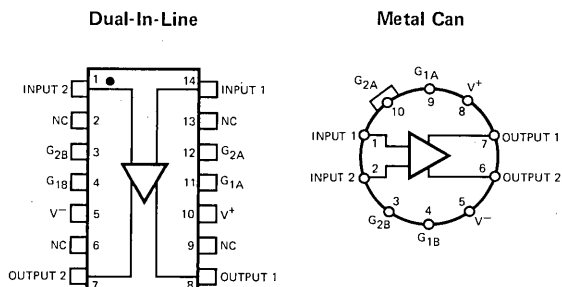 Dual-In-Line
INPUT 2 1 14 INPUT 1
NC 2 13 NC
G2B 3 12 G2A
G1B 4 11 G1A
V− 5 10 V+
NC 6 9 NC
OUTPUT 2 7 8 OUTPUT 1
Metal Can
G2A 10
G1A 9
V+ 8
INPUT 1 1 7 OUTPUT 1
INPUT 2 2 6 OUTPUT 2
3 G2B
4 G1B
5 V−